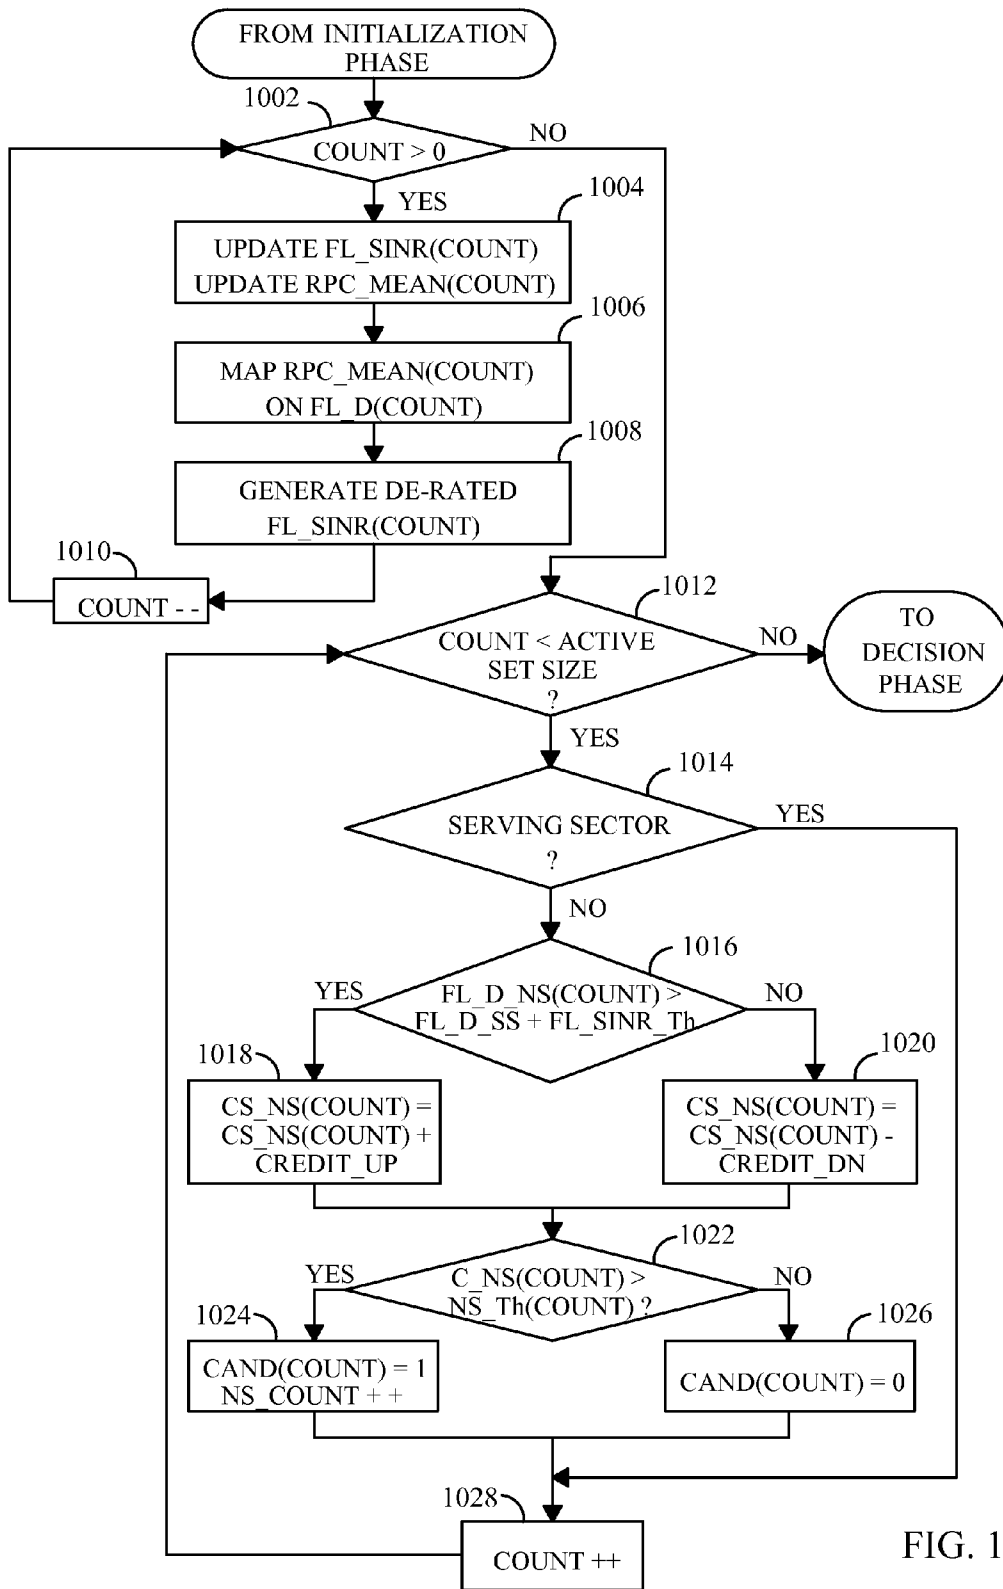 FROM INITIALIZATION
PHASE
1002
NO
COUNT > 0
YES
1004
UPDATE FL_SINR(COUNT)
UPDATE RPC_MEAN(COUNT)
1006
MAP RPC_MEAN(COUNT)
ON FL_D(COUNT)
1008
GENERATE DE-RATED
FL_SINR(COUNT)
1010
COUNT - -
1012
COUNT < ACTIVE
SET SIZE
?
NO
TO
DECISION
PHASE
YES
1014
SERVING SECTOR
?
YES
NO
1016
YES
FL_D_NS(COUNT) >
FL_D_SS + FL_SINR_Th
NO
1018
CS_NS(COUNT) =
CS_NS(COUNT) +
CREDIT_UP
1020
CS_NS(COUNT) =
CS_NS(COUNT) -
CREDIT_DN
1022
YES
C_NS(COUNT) >
NS_Th(COUNT) ?
NO
1024
CAND(COUNT) = 1
NS_COUNT + +
1026
CAND(COUNT) = 0
1028
COUNT ++
FIG. 1